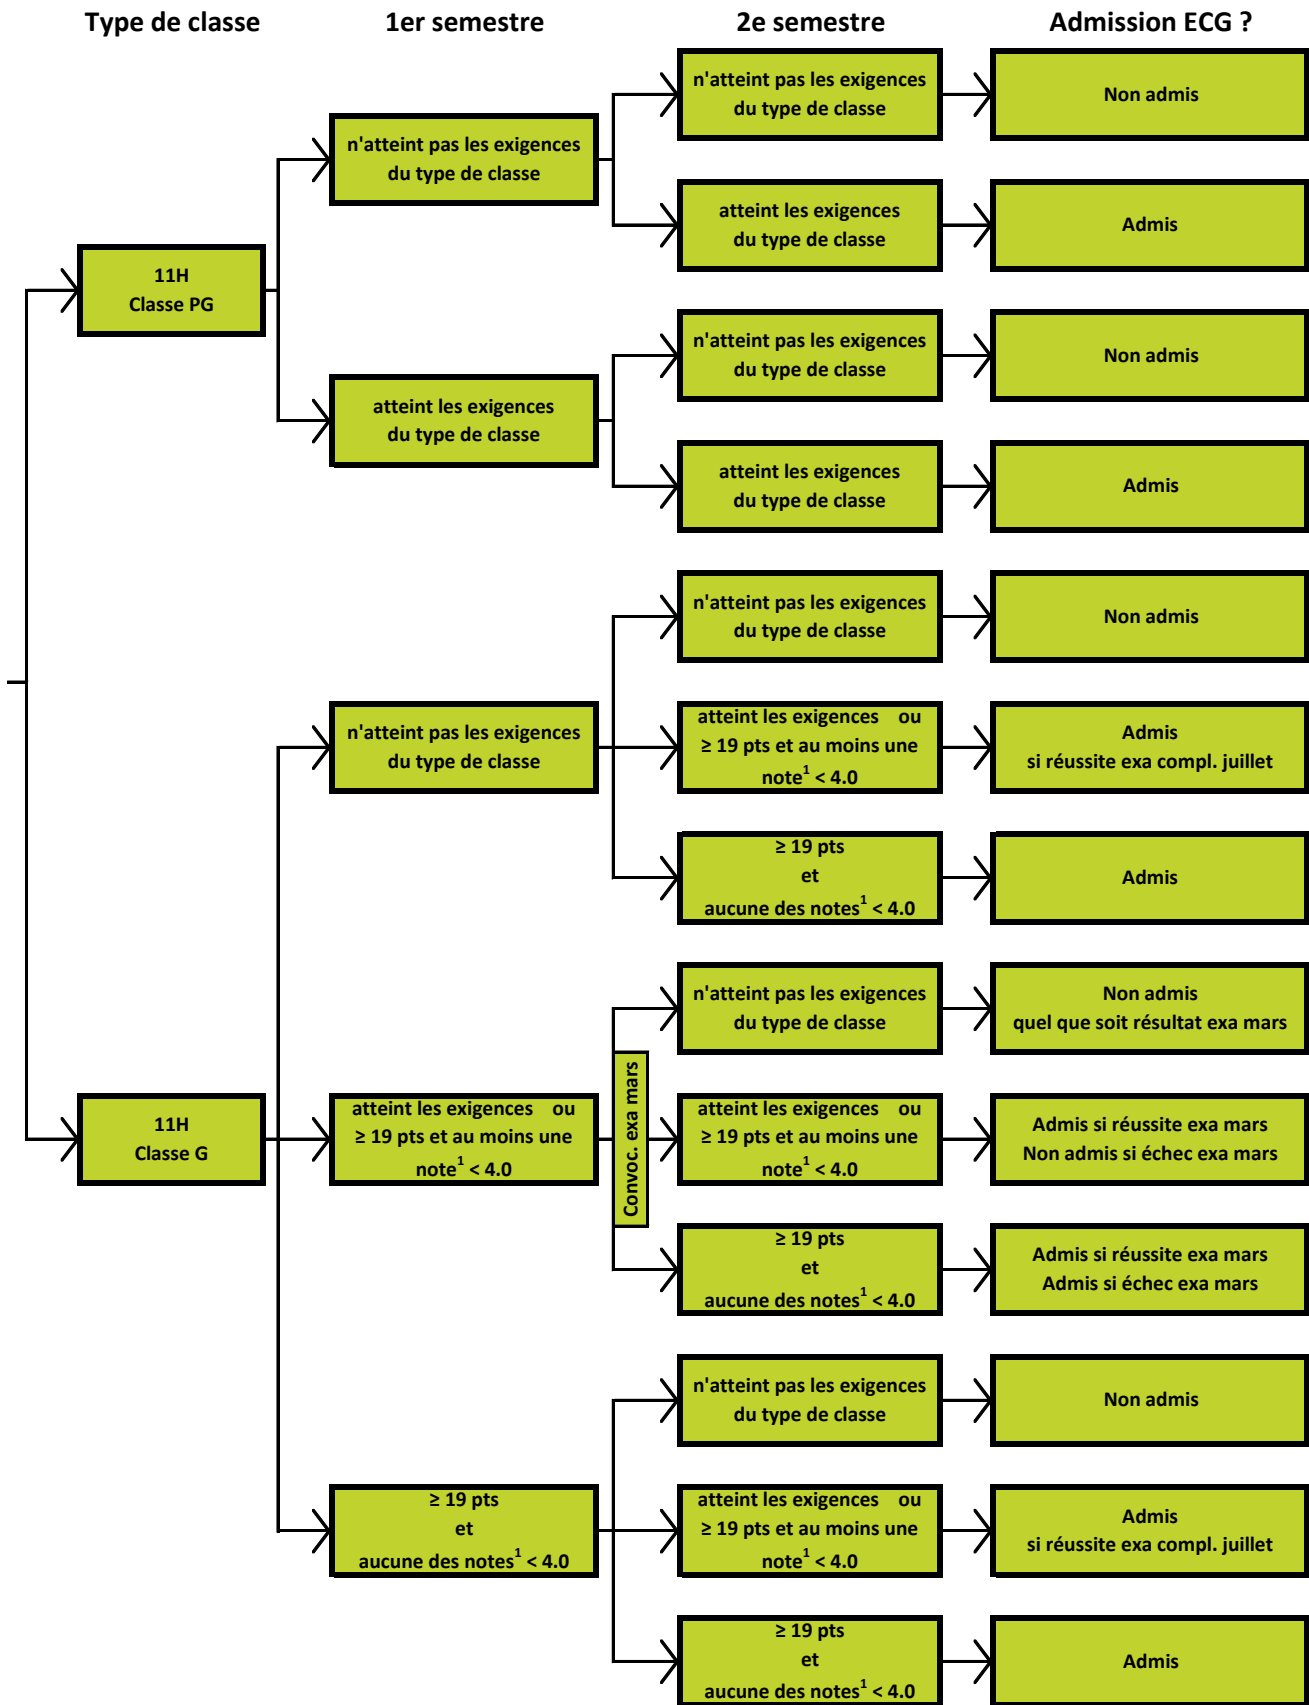 Type de classe
1er semestre
2e semestre
Admission ECG ?
n'atteint pas les exigences
du type de classe
Non admis
n'atteint pas les exigences
du type de classe
atteint les exigences
du type de classe
Admis
11H
Classe PG
n'atteint pas les exigences
du type de classe
Non admis
atteint les exigences
du type de classe
atteint les exigences
du type de classe
Admis
n'atteint pas les exigences
du type de classe
Non admis
n'atteint pas les exigences
du type de classe
atteint les exigences ou
≥ 19 pts et au moins une
note¹ < 4.0
Admis
si réussite exa compl. juillet
≥ 19 pts
et
aucune des notes¹ < 4.0
Admis
n'atteint pas les exigences
du type de classe
Non admis
quel que soit résultat exa mars
11H
Classe G
atteint les exigences ou
≥ 19 pts et au moins une
note¹ < 4.0
Convoc. exa mars
atteint les exigences ou
≥ 19 pts et au moins une
note¹ < 4.0
Admis si réussite exa mars
Non admis si échec exa mars
≥ 19 pts
et
aucune des notes¹ < 4.0
Admis si réussite exa mars
Admis si échec exa mars
n'atteint pas les exigences
du type de classe
Non admis
≥ 19 pts
et
aucune des notes¹ < 4.0
atteint les exigences ou
≥ 19 pts et au moins une
note¹ < 4.0
Admis
si réussite exa compl. juillet
≥ 19 pts
et
aucune des notes¹ < 4.0
Admis